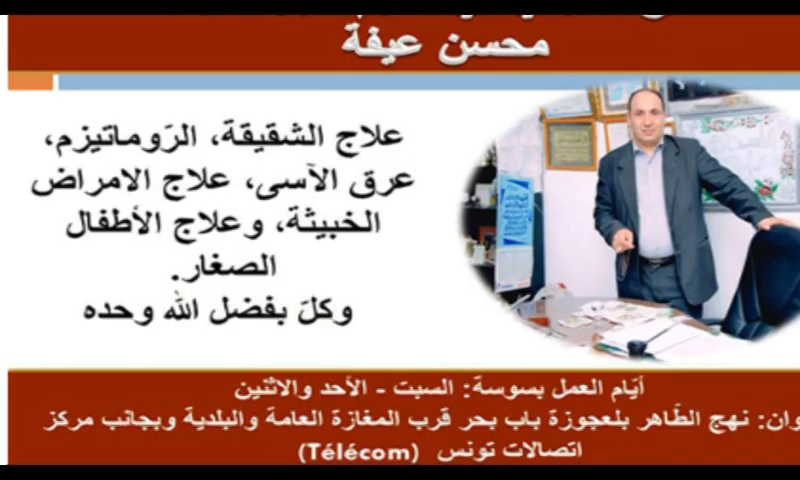 محسن عيفة
علاج الشقيقة، الرّوماتيزم،
عرق الآسى، علاج الامراض
الخبيثة، وعلاج الأطفال
الصغار.
وكلّ بفضل الله وحده
أيّام العمل بسوسة: السبت - الأحد والاثنين
نهج الطّاهر بلعجوزة باب بحر قرب المغازة العامة والبلدية وبجانب مركز
اتصالات تونس (Télécom)